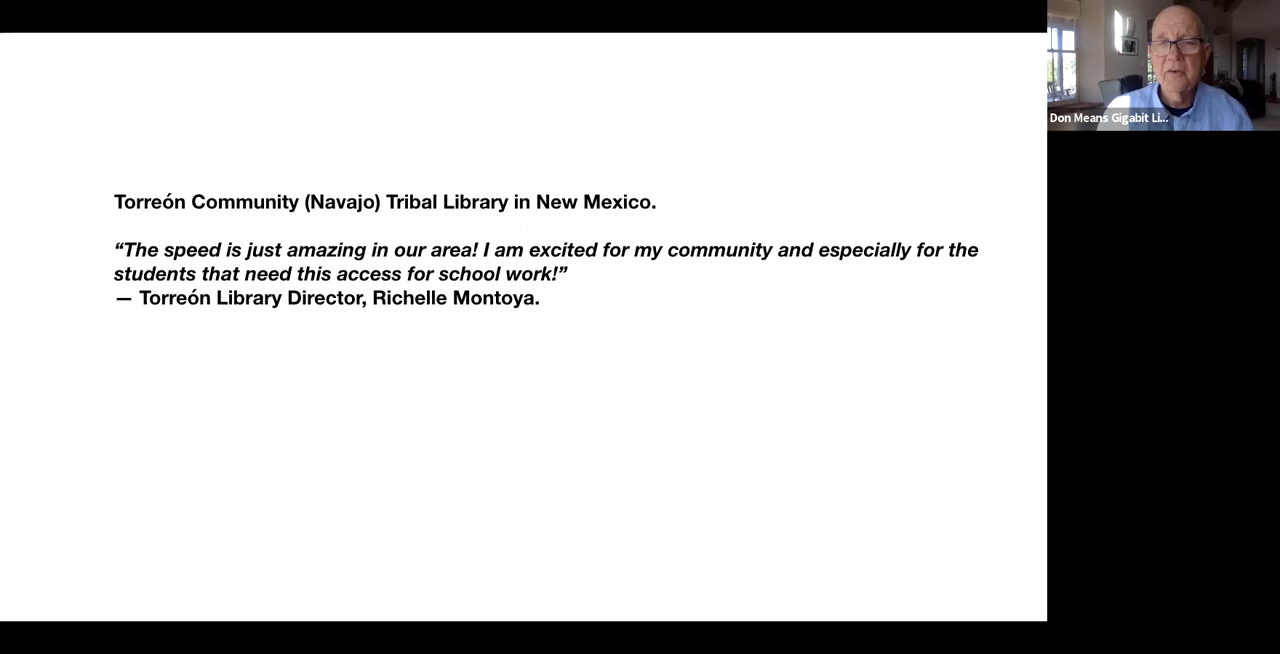 Torreón Community (Navajo) Tribal Library in New Mexico.
“The speed is just amazing in our area! I am excited for my community and especially for the
students that need this access for school work!”
— Torreón Library Director, Richelle Montoya.
Don Means Gigabit Li...